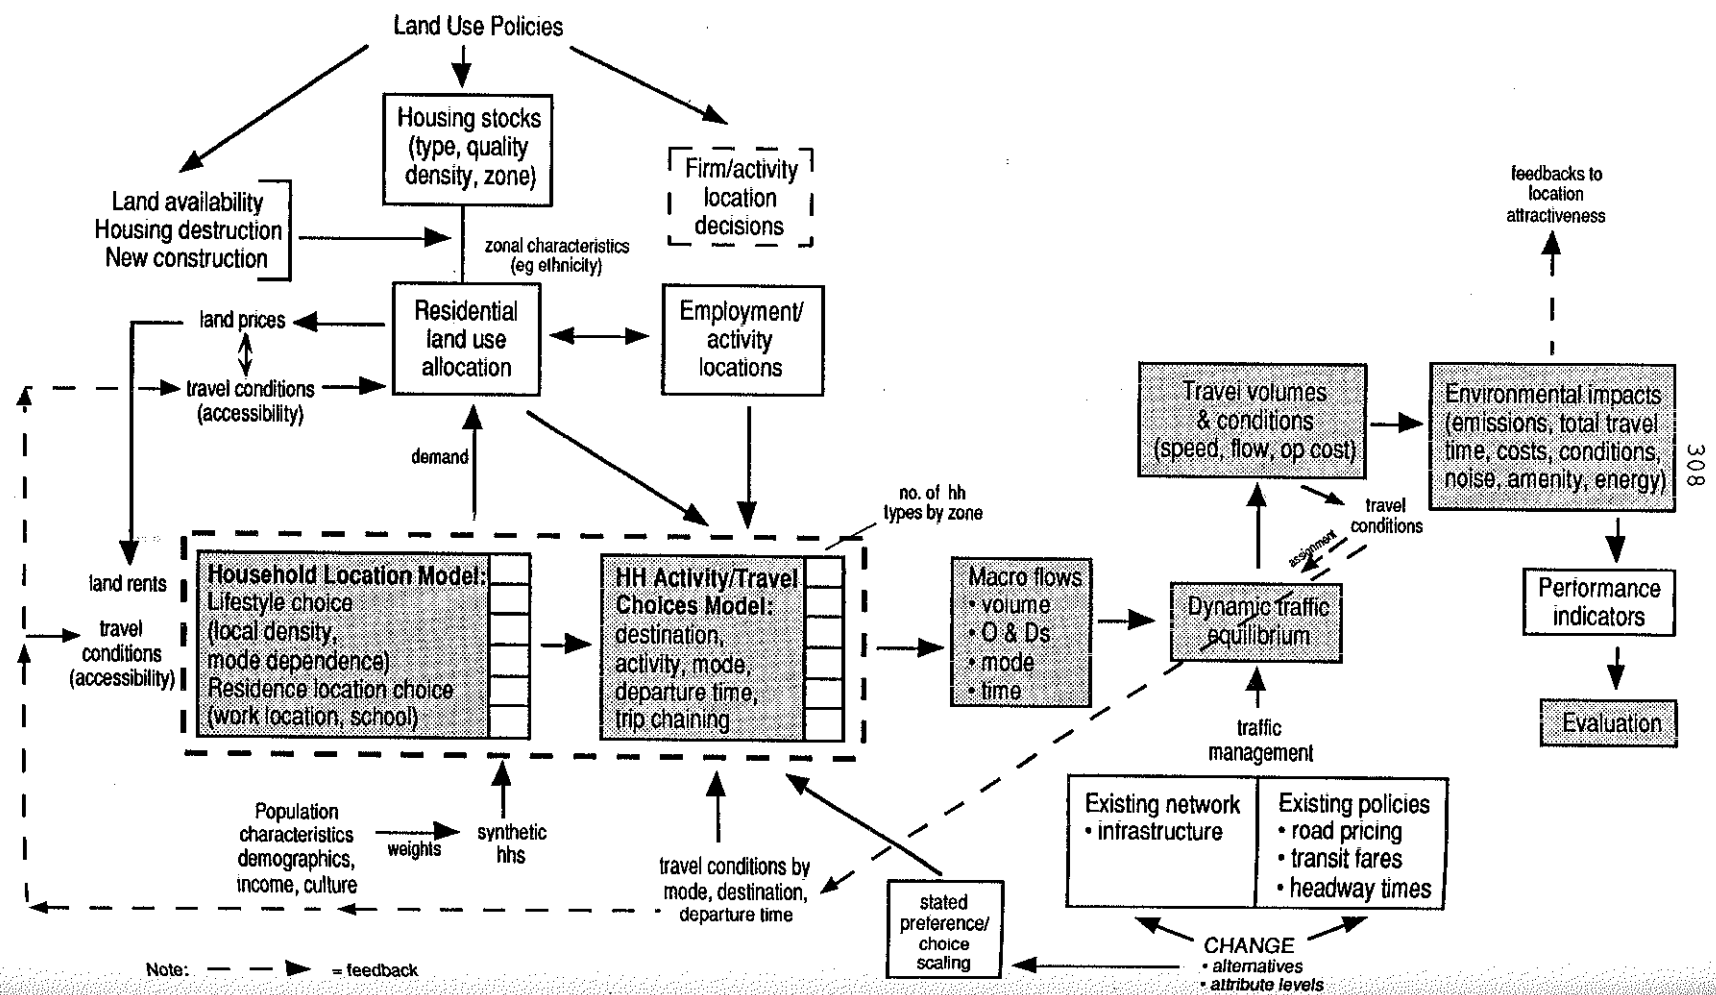 Land Use Policies
Housing stocks
(type, quality
density, zone)
Firm/activity
location
decisions
Land availability
Housing destruction
New construction
zonal characteristics
(eg ethnicity)
feedbacks to
location
attractiveness
land prices
Residential
land use
allocation
Employment/
activity
locations
travel conditions
(accessibility)
demand
Travel volumes
& conditions
(speed, flow, op cost)
Environmental impacts
(emissions, total travel
time, costs, conditions,
noise, amenity, energy)
308
no. of hh
types by zone
travel
conditions
assignment
land rents
travel
conditions
(accessibility)
Household Location Model:
Lifestyle choice
(local density,
mode dependence)
Residence location choice
(work location, school)
HH Activity/Travel
Choices Model:
destination,
activity, mode,
departure time,
trip chaining
Macro flows
• volume
• O & Ds
• mode
• time
Dynamic traffic
equilibrium
Performance
indicators
Evaluation
traffic
management
Population
characteristics
demographics,
income, culture
weights
synthetic
hhs
travel conditions by
mode, destination,
departure time
stated
preference/
choice
scaling
Existing network
• infrastructure
Existing policies
• road pricing
• transit fares
• headway times
CHANGE
• alternatives
• attribute levels
Note:
= feedback